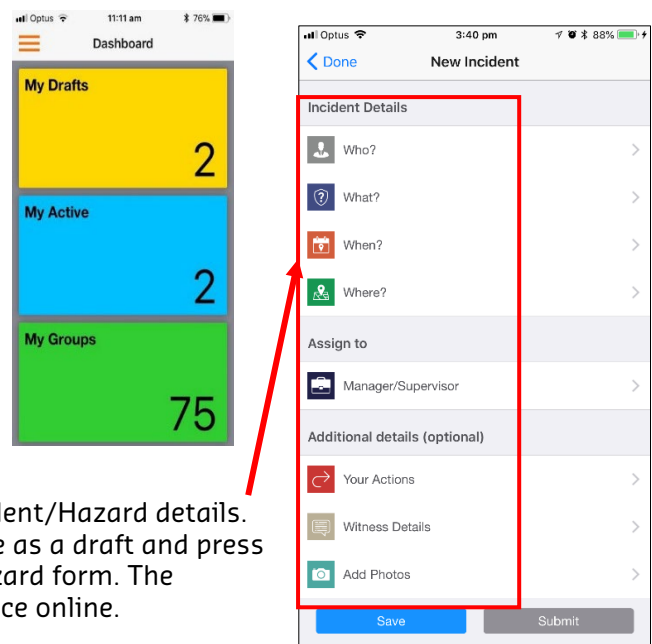 Optus 11:11 am 76%
Dashboard
My Drafts
2
My Active
2
My Groups
75
dent/Hazard details.
e as a draft and press
zard form. The
ce online.
Optus 3:40 pm 88%
Done New Incident
Incident Details
Who?
What?
When?
Where?
Assign to
Manager/Supervisor
Additional details (optional)
Your Actions
Witness Details
Add Photos
Save Submit